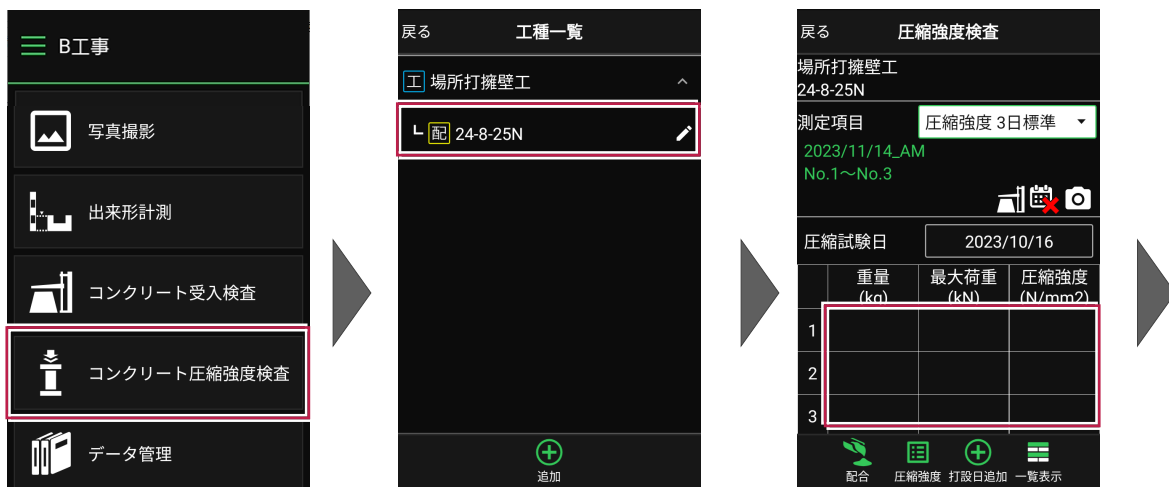 B工事
写真撮影
出来形計測
コンクリート受入検査
コンクリート圧縮強度検査
データ管理
戻る 工種一覧
工 場所打擁壁工
配 24-8-25N
追加
戻る 圧縮強度検査
場所打擁壁工
24-8-25N
測定項目 圧縮強度 3日標準
2023/11/14_AM
No.1~No.3
圧縮試験日 2023/10/16
重量 最大荷重 圧縮強度
(kg) (kN) (N/mm2)
1
2
3
配合 圧縮強度 打設日追加 一覧表示